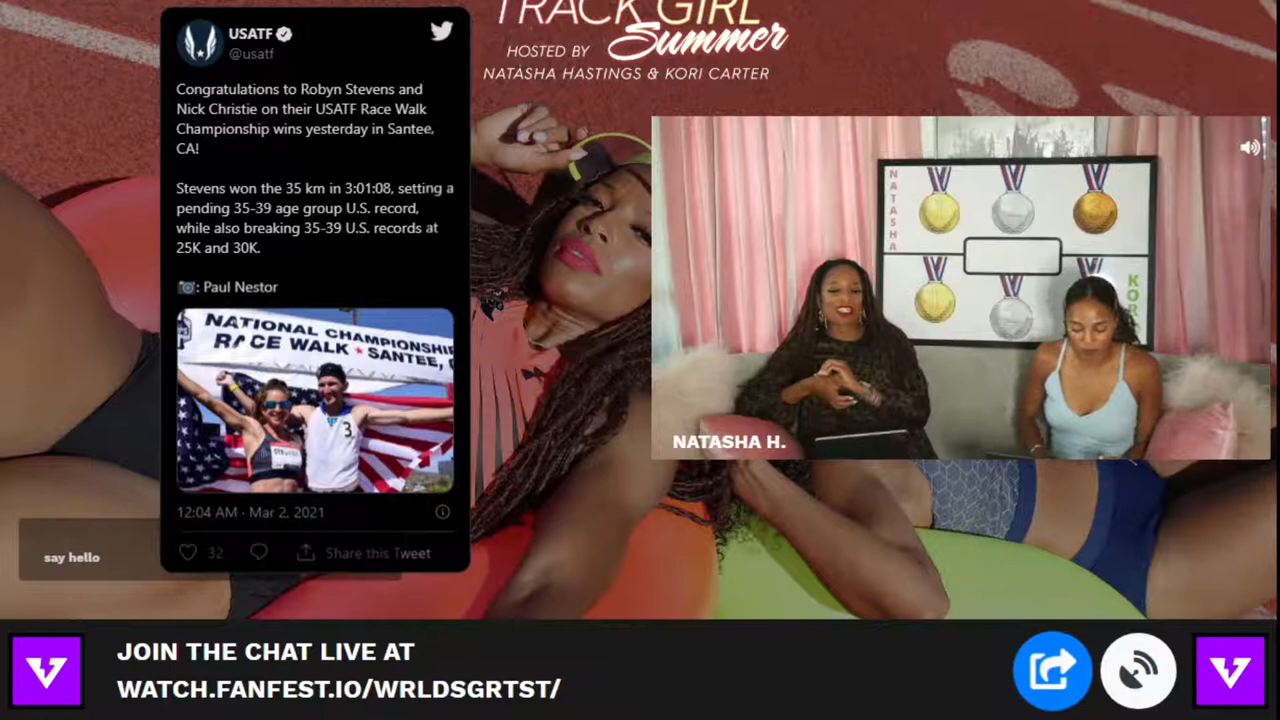 TRACK GIRL
Summer
HOSTED BY
NATASHA HASTINGS & KORI CARTER
USATF
@usatf
Congratulations to Robyn Stevens and
Nick Christie on their USATF Race Walk
Championship wins yesterday in Santee,
CA!
Stevens won the 35 km in 3:01:08, setting a
pending 35-39 age group U.S. record,
while also breaking 35-39 U.S. records at
25K and 30K.
📷: Paul Nestor
NATIONAL CHAMPIONSHIP
RACE WALK ★ SANTEE,
3
12:04 AM · Mar 2, 2021
32
Share this Tweet
say hello
NATASHA
KOR
NATASHA H.
JOIN THE CHAT LIVE AT
WATCH.FANFEST.IO/WRLDSGRTST/